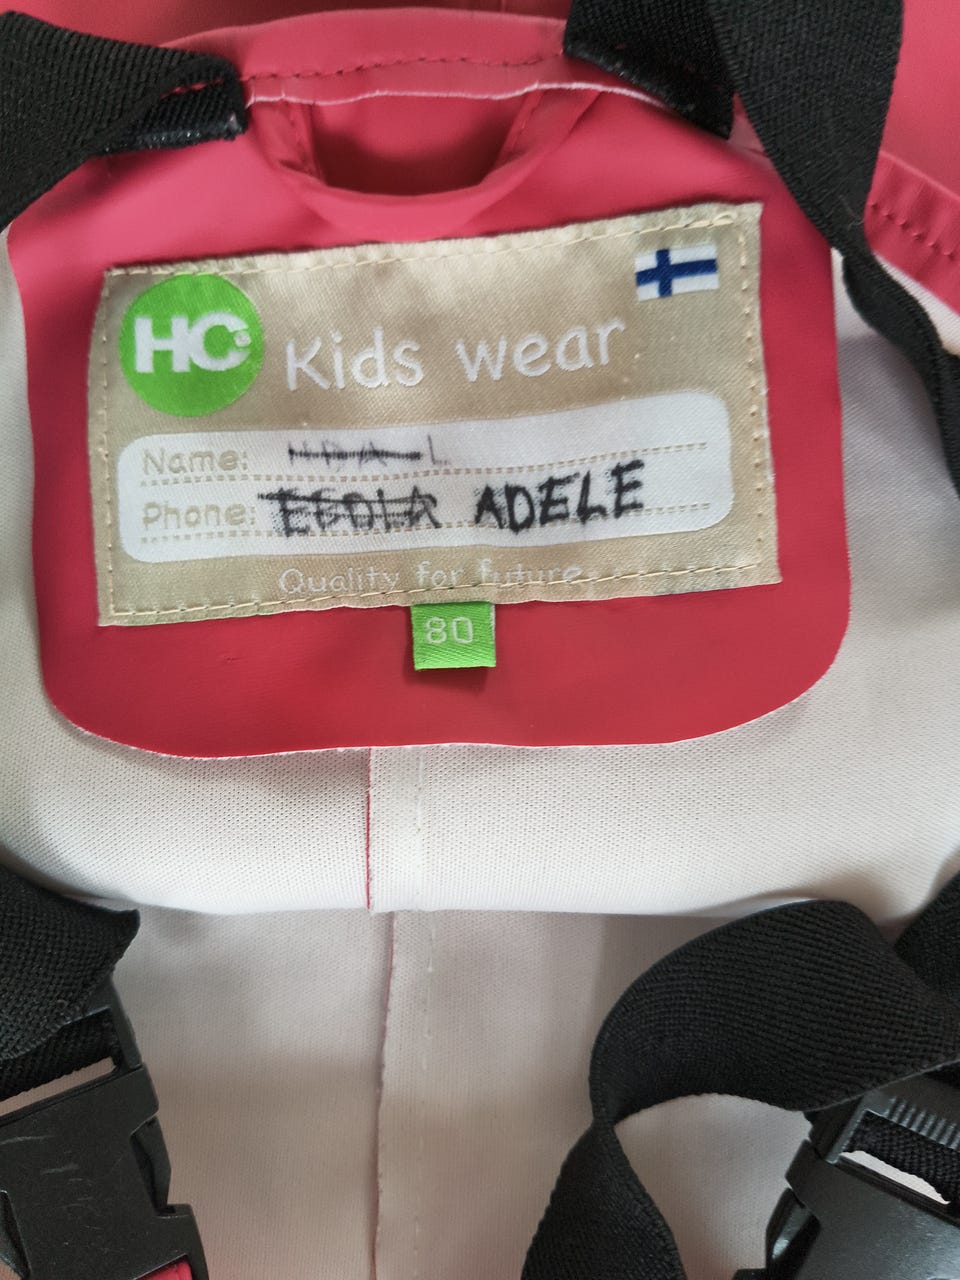 HC
Kids wear
Name:
Phone: ADELE
Quality for future
80